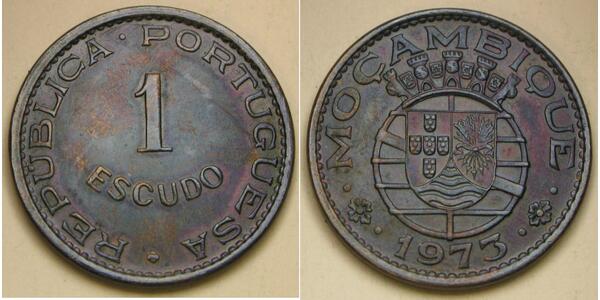 REPUBLICA · PORTUGUESA ·
1
ESCUDO
MOÇAMBIQUE
· 1973 ·